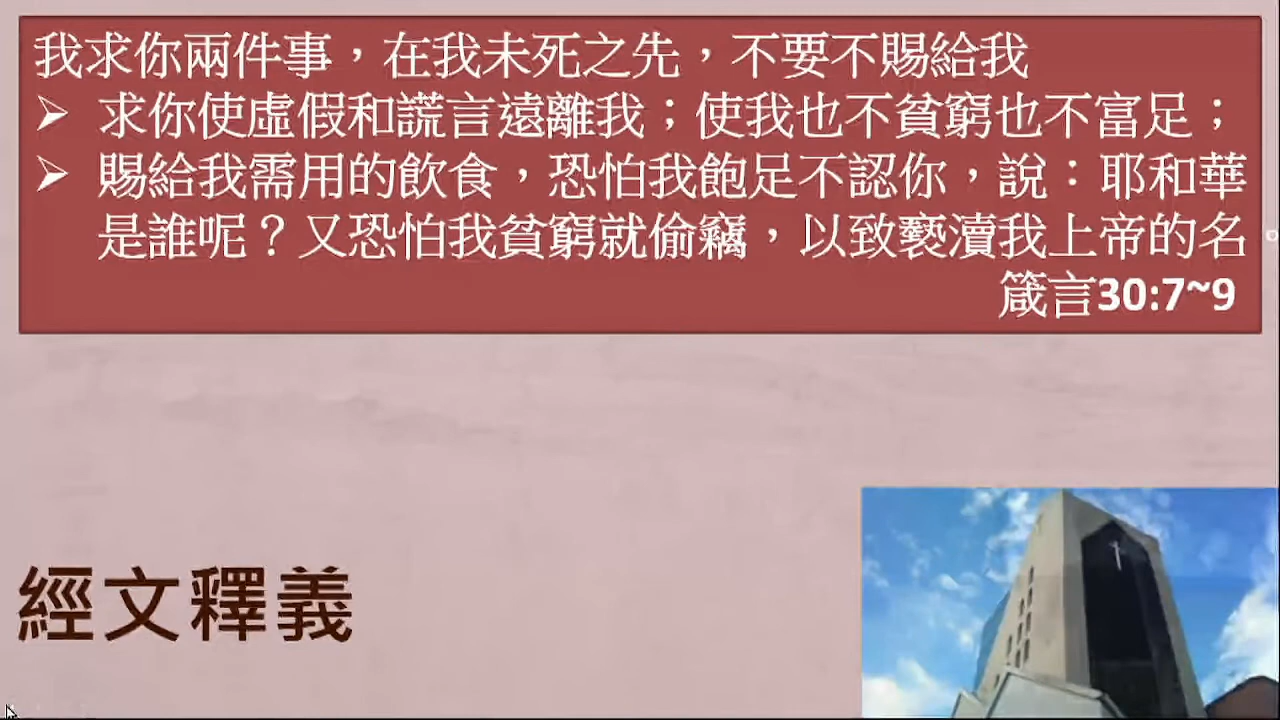 我求你兩件事，在我未死之先，不要不賜給我
➢ 求你使虛假和謊言遠離我；使我也不貧窮也不富足；
➢ 賜給我需用的飲食，恐怕我飽足不認你，說：耶和華
是誰呢？又恐怕我貧窮就偷竊，以致褻瀆我上帝的名
箴言30:7~9
經文釋義